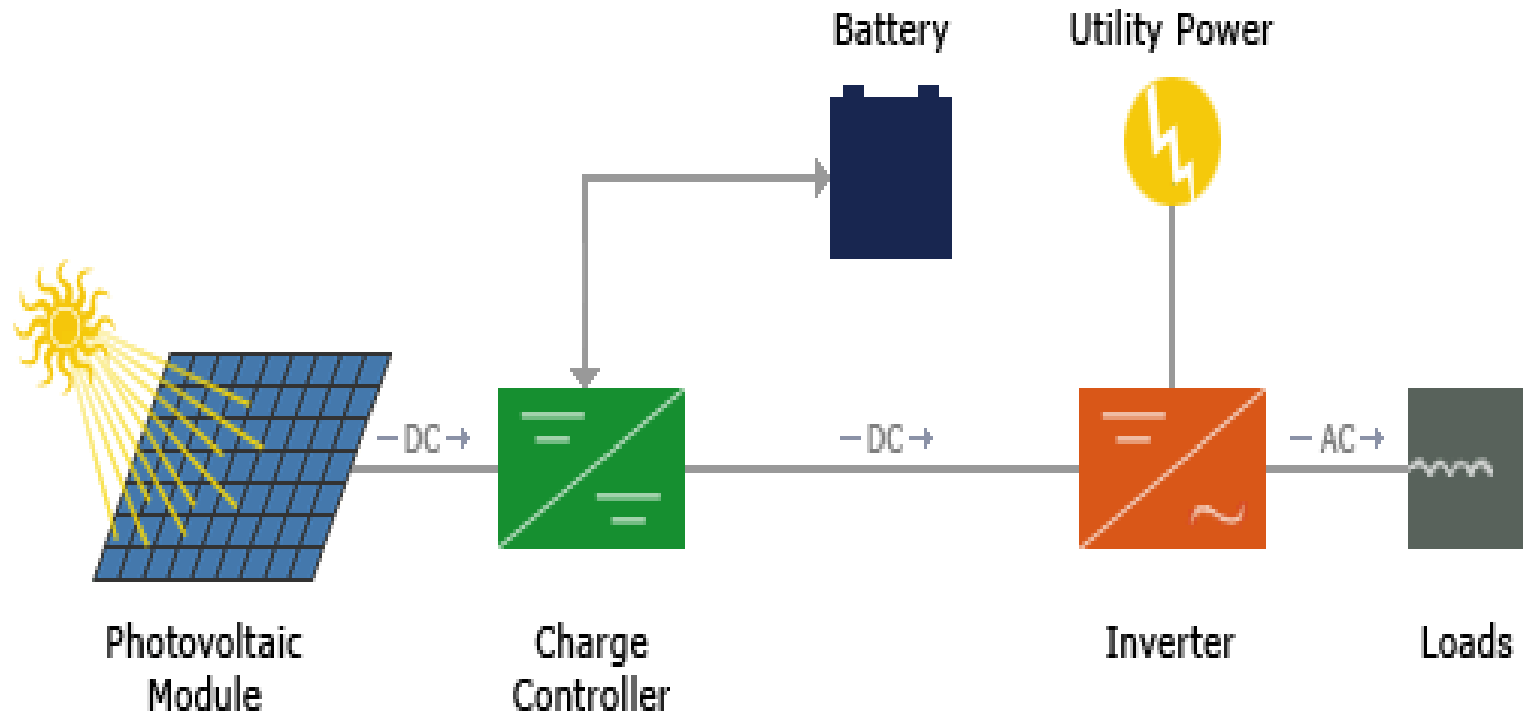 Battery
Utility Power
DC
DC
AC
Photovoltaic
Module
Charge
Controller
Inverter
Loads